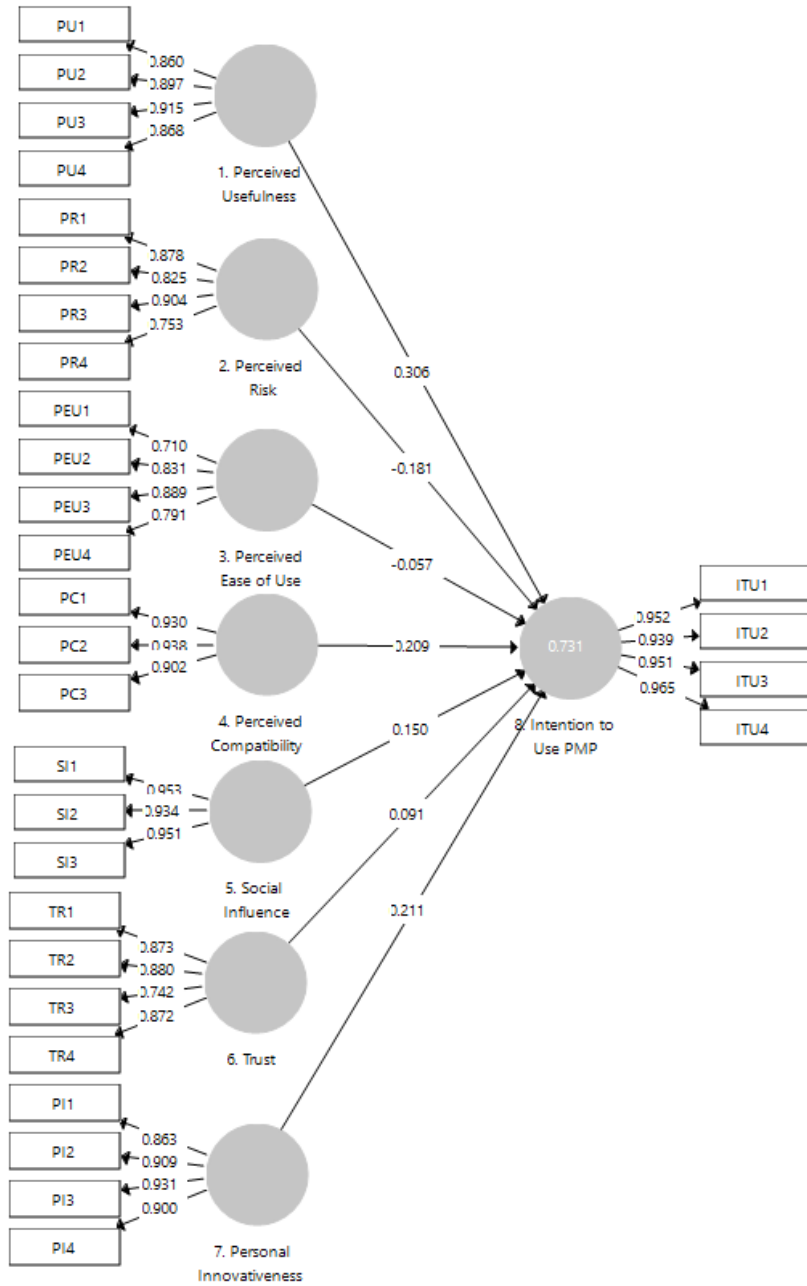 PU1
0.860
PU2
0.897
PU3
0.915
0.868
PU4
1. Perceived
Usefulness
PR1
0.878
PR2
0.825
PR3
0.904
0.753
PR4
2. Perceived
Risk
0.306
PEU1
0.710
PEU2
0.831
PEU3
0.889
0.791
PEU4
3. Perceived
Ease of Use
-0.181
-0.057
PC1
0.930
PC2
0.938
PC3
0.902
4. Perceived
Compatibility
0.209
0.731
8. Intention to
Use PMP
0.952
ITU1
0.939
ITU2
0.951
ITU3
0.965
ITU4
SI1
0.953
SI2
0.934
SI3
0.951
5. Social
Influence
0.150
TR1
0.873
TR2
0.880
TR3
0.742
0.872
TR4
6. Trust
0.091
PI1
0.863
PI2
0.909
PI3
0.931
0.900
PI4
7. Personal
Innovativeness
0.211